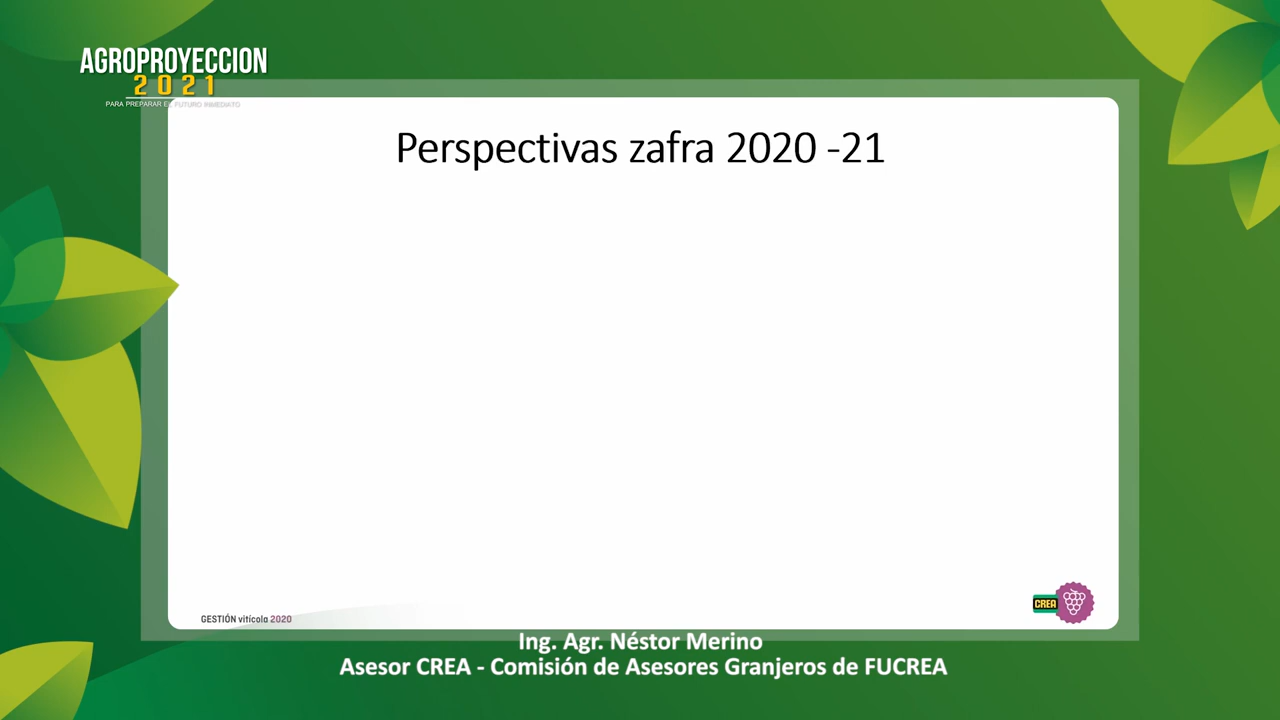 AGROPROYECCION
2021
PARA PREPARAR EL FUTURO INMEDIATO
Perspectivas zafra 2020 -21
GESTIÓN vitícola 2020
CREA
Ing. Agr. Néstor Merino
Asesor CREA - Comisión de Asesores Granjeros de FUCREA